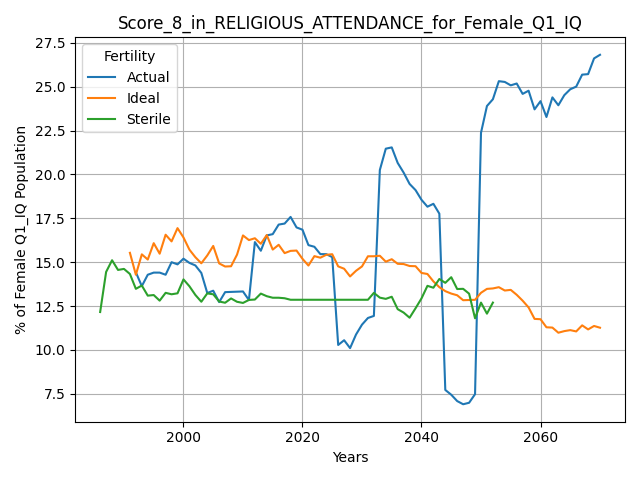 Score_8_in_RELIGIOUS_ATTENDANCE_for_Female_Q1_IQ
Fertility
Actual
Ideal
Sterile
% of Female Q1_IQ Population
27.5
25.0
22.5
20.0
17.5
15.0
12.5
10.0
7.5
2000
2020
2040
2060
Years